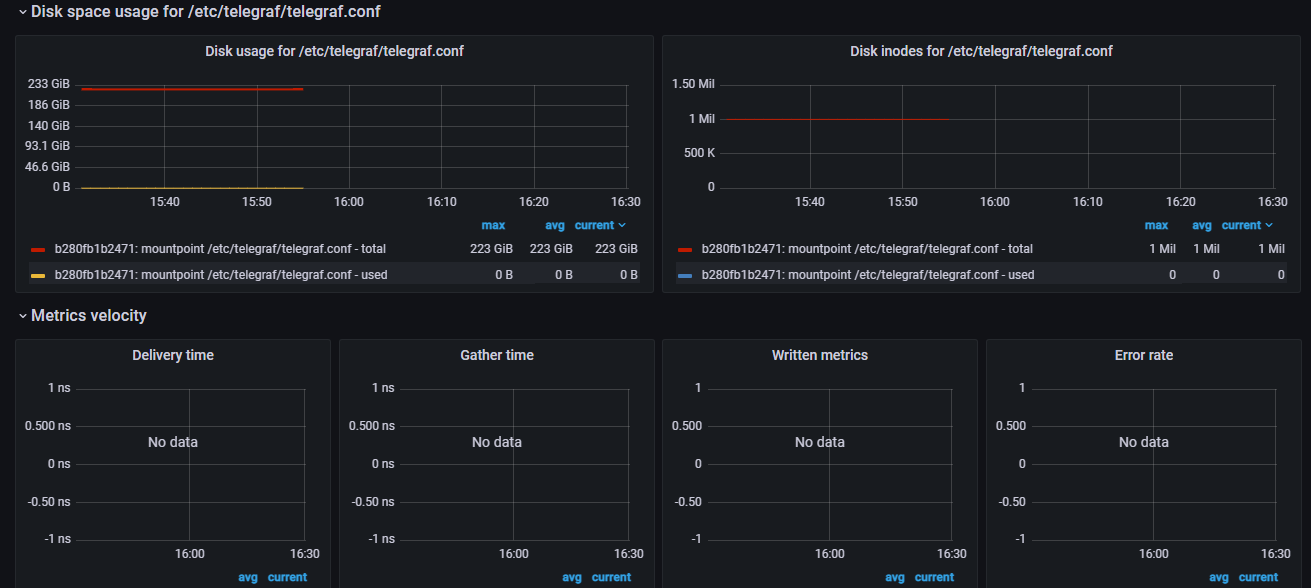 Disk space usage for /etc/telegraf/telegraf.conf
Disk usage for /etc/telegraf/telegraf.conf
233 GiB
186 GiB
140 GiB
93.1 GiB
46.6 GiB
0 B
15:40 15:50 16:00 16:10 16:20 16:30
max avg current
b280fb1b2471: mountpoint /etc/telegraf/telegraf.conf - total 223 GiB 223 GiB 223 GiB
b280fb1b2471: mountpoint /etc/telegraf/telegraf.conf - used 0 B 0 B 0 B
Disk inodes for /etc/telegraf/telegraf.conf
1.50 Mil
1 Mil
500 K
0
15:40 15:50 16:00 16:10 16:20 16:30
max avg current
b280fb1b2471: mountpoint /etc/telegraf/telegraf.conf - total 1 Mil 1 Mil 1 Mil
b280fb1b2471: mountpoint /etc/telegraf/telegraf.conf - used 0 0 0
Metrics velocity
Delivery time
1 ns
0.500 ns
No data
0 ns
-0.50 ns
-1 ns
16:00 16:30
avg current
Gather time
1 ns
0.500 ns
No data
0 ns
-0.50 ns
-1 ns
16:00 16:30
avg current
Written metrics
1
0.500
No data
0
-0.50
-1
16:00 16:30
avg current
Error rate
1
0.500
No data
0
-0.50
-1
16:00 16:30
avg current